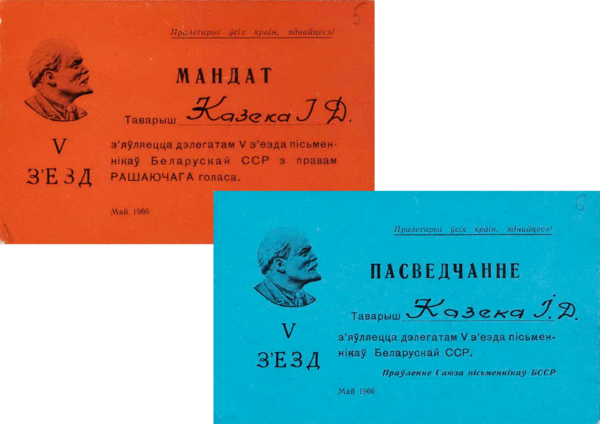 5
Пралетарыі ўсіх краін, яднайцеся!
МАНДАТ
Таварыш Казека І Д.
з'яўляецца дэлегатам V з'езда пісьмен-
нікаў Беларускай ССР з правам
РАШАЮЧАГА голаса.
Май 1966
V
З'ЕЗД
5
Пралетарыі ўсіх краін, яднайцеся!
ПАСВЕДЧАННЕ
Таварыш Казека І. Д.
з'яўляецца дэлегатам V з'езда пісьмен-
нікаў Беларускай ССР.
Праўленне Саюза пісьменнікаў БССР
Май 1966
V
З'ЕЗД